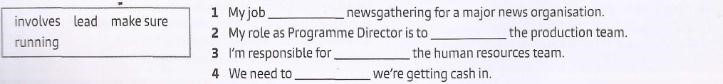 involves lead make sure
running
1 My job __________ newsgathering for a major news organisation.
2 My role as Programme Director is to __________ the production team.
3 I'm responsible for __________ the human resources team.
4 We need to __________ we're getting cash in.